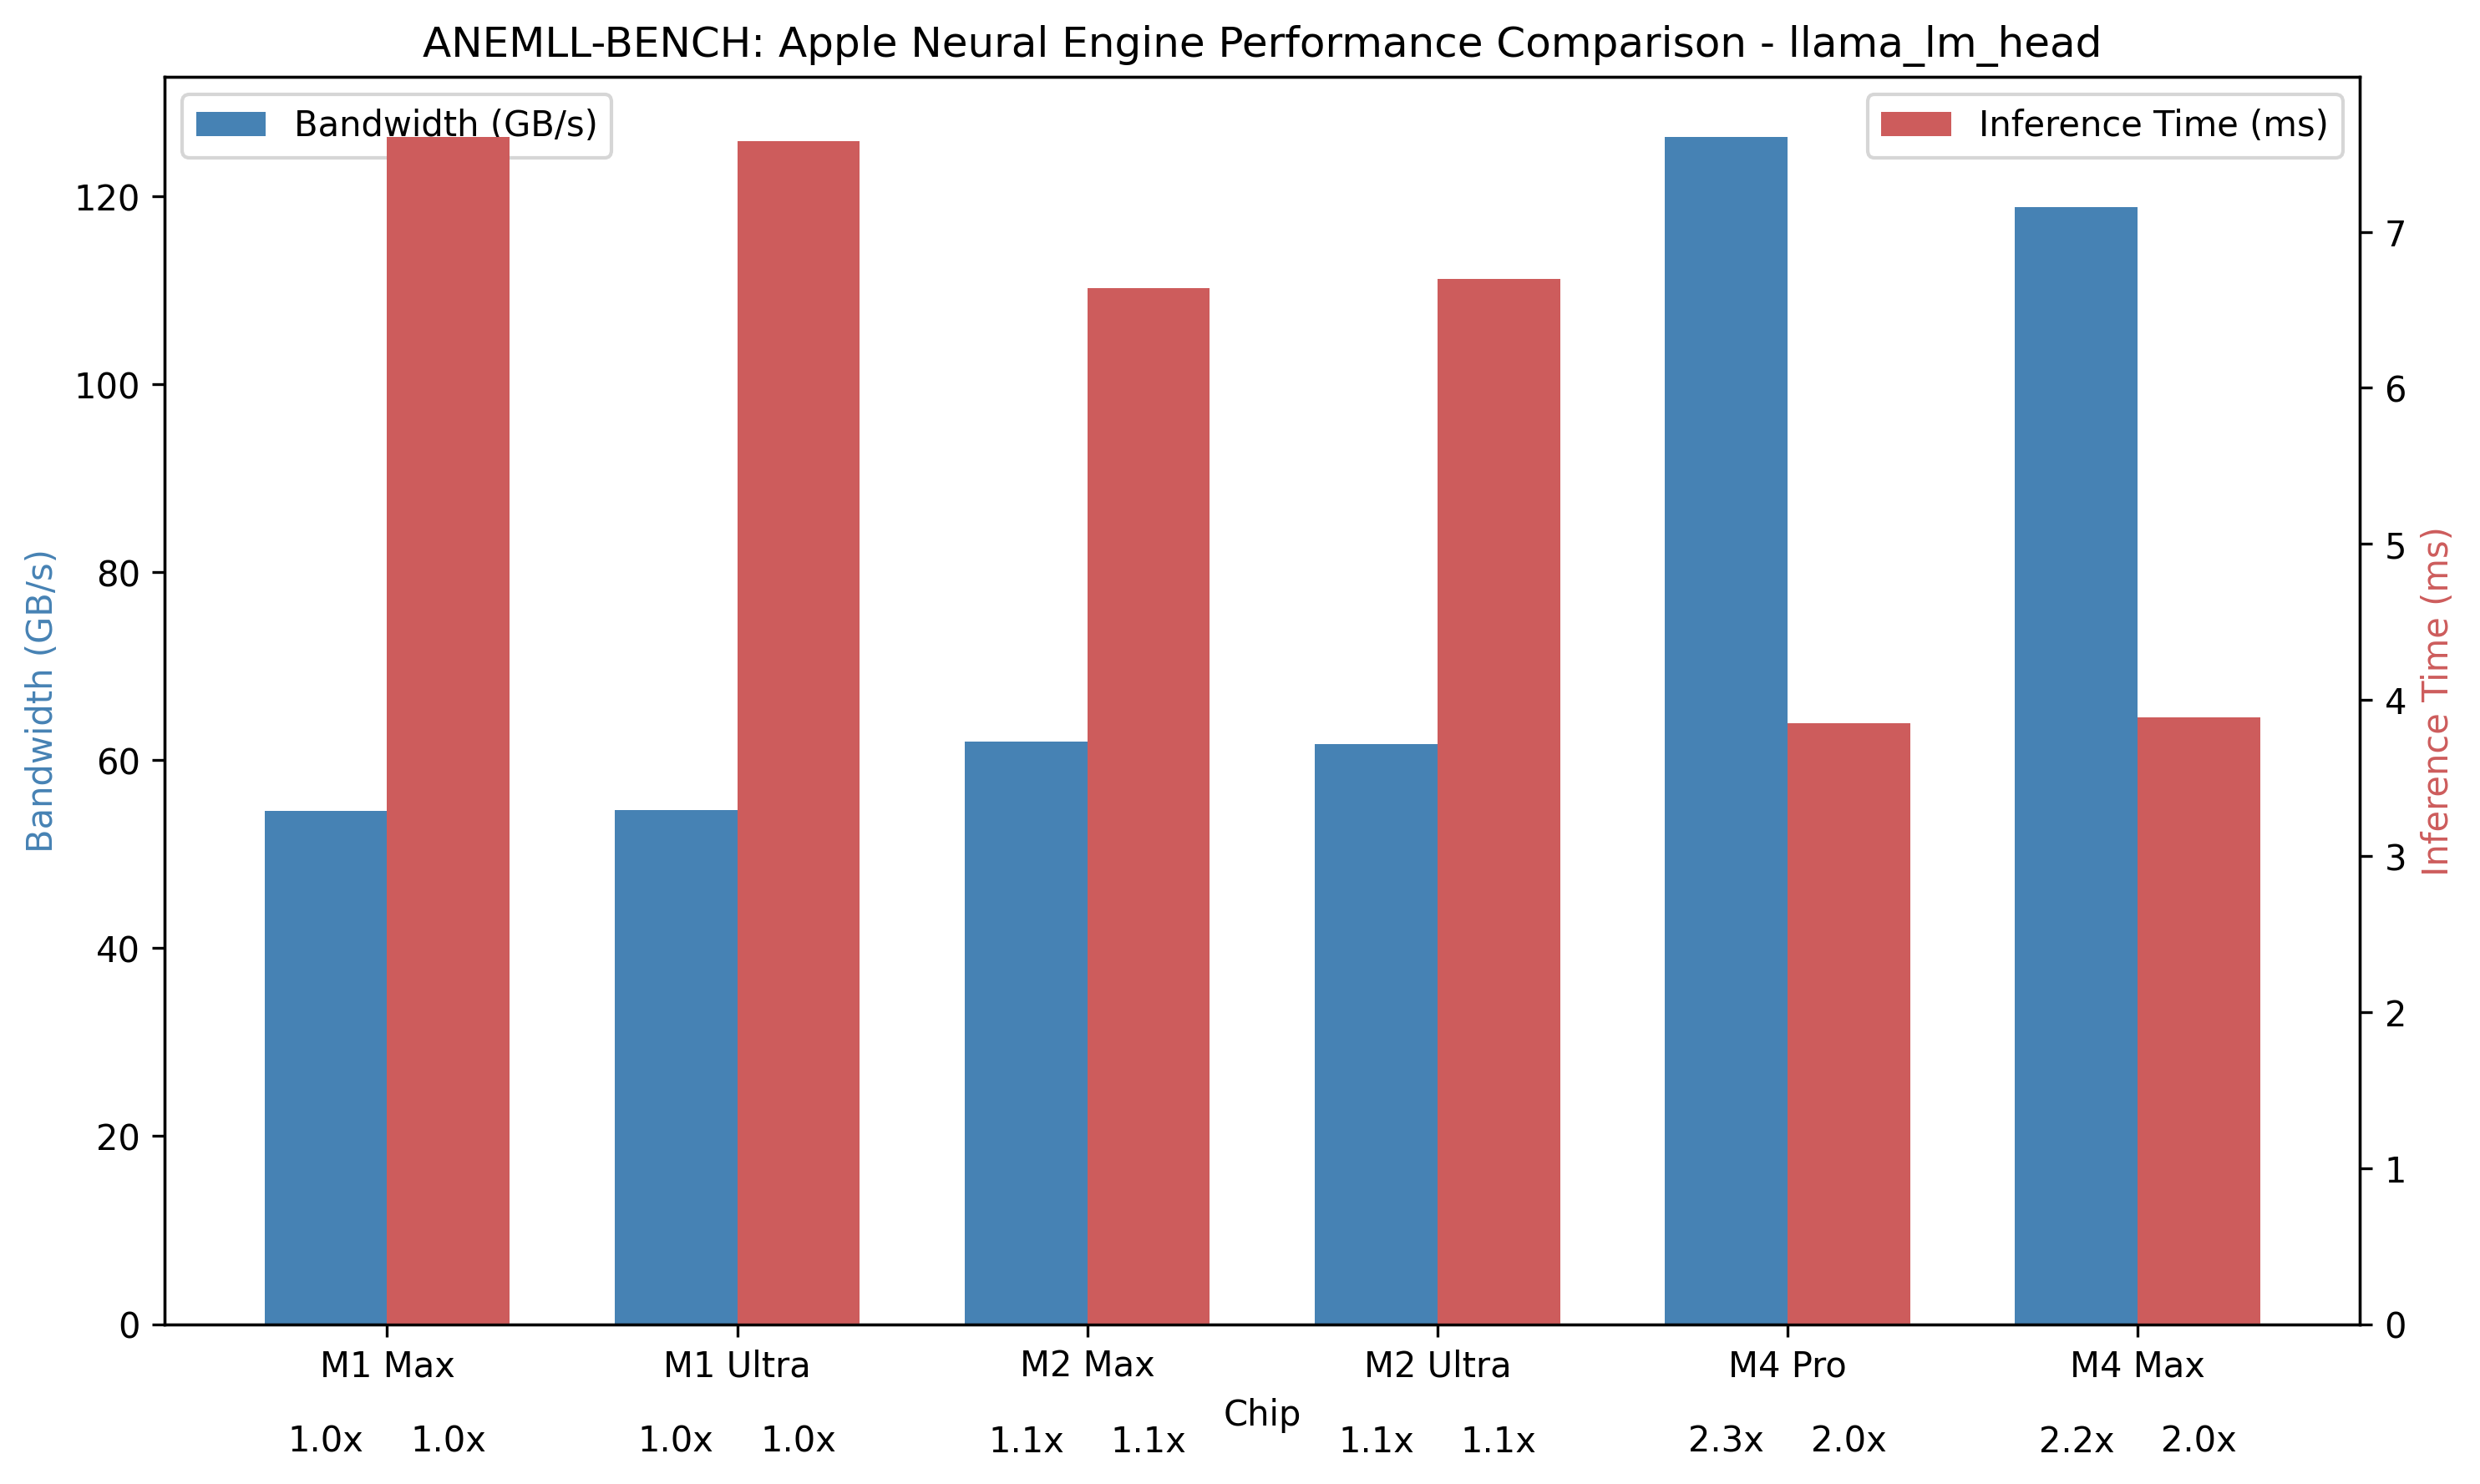 ANEMLL-BENCH: Apple Neural Engine Performance Comparison - llama_lm_head
Bandwidth (GB/s)
Inference Time (ms)
120
100
80
60
40
20
0
Bandwidth (GB/s)
7
6
5
4
3
2
1
0
Inference Time (ms)
M1 Max M1 Ultra M2 Max M2 Ultra M4 Pro M4 Max
Chip
1.0x 1.0x 1.0x 1.0x 1.1x 1.1x 1.1x 1.1x 2.3x 2.0x 2.2x 2.0x